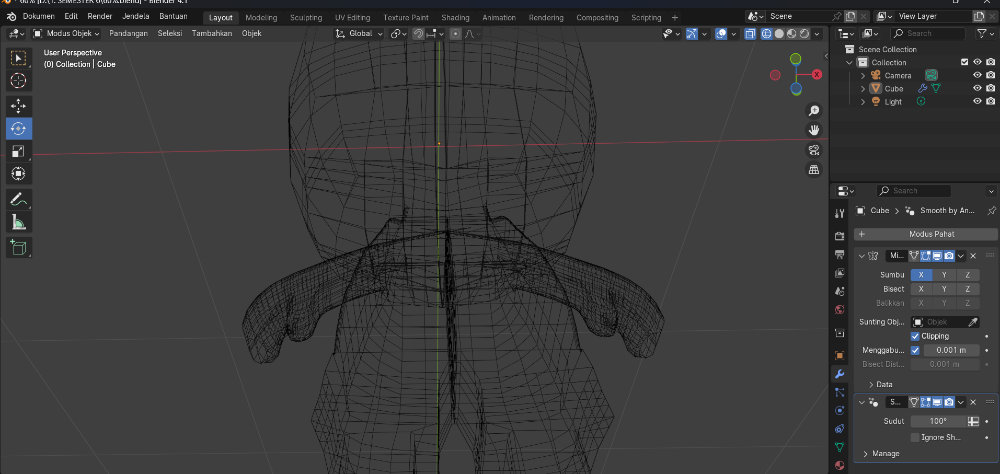 * 60% [D:\1. SEMESTER 6\60%.blend] - Blender 4.1
Dokumen Edit Render Jendela Bantuan
Layout Modeling Sculpting UV Editing Texture Paint Shading Animation Rendering Compositing Scripting +
Scene
View Layer
Modus Objek Pandangan Seleksi Tambahkan Objek
Global
Search
User Perspective
(0) Collection | Cube
X
Scene Collection
Collection
Camera
Cube
Light
Search
Cube > Smooth by An...
+ Modus Pahat
Mi...
Sumbu X Y Z
Bisect X Y Z
Balikkan X Y Z
Sunting Obj... Objek
Clipping
Menggabu... 0.001 m
Bisect Dist... 0.001 m
> Data
S...
Sudut 100°
Ignore Sh...
> Manage